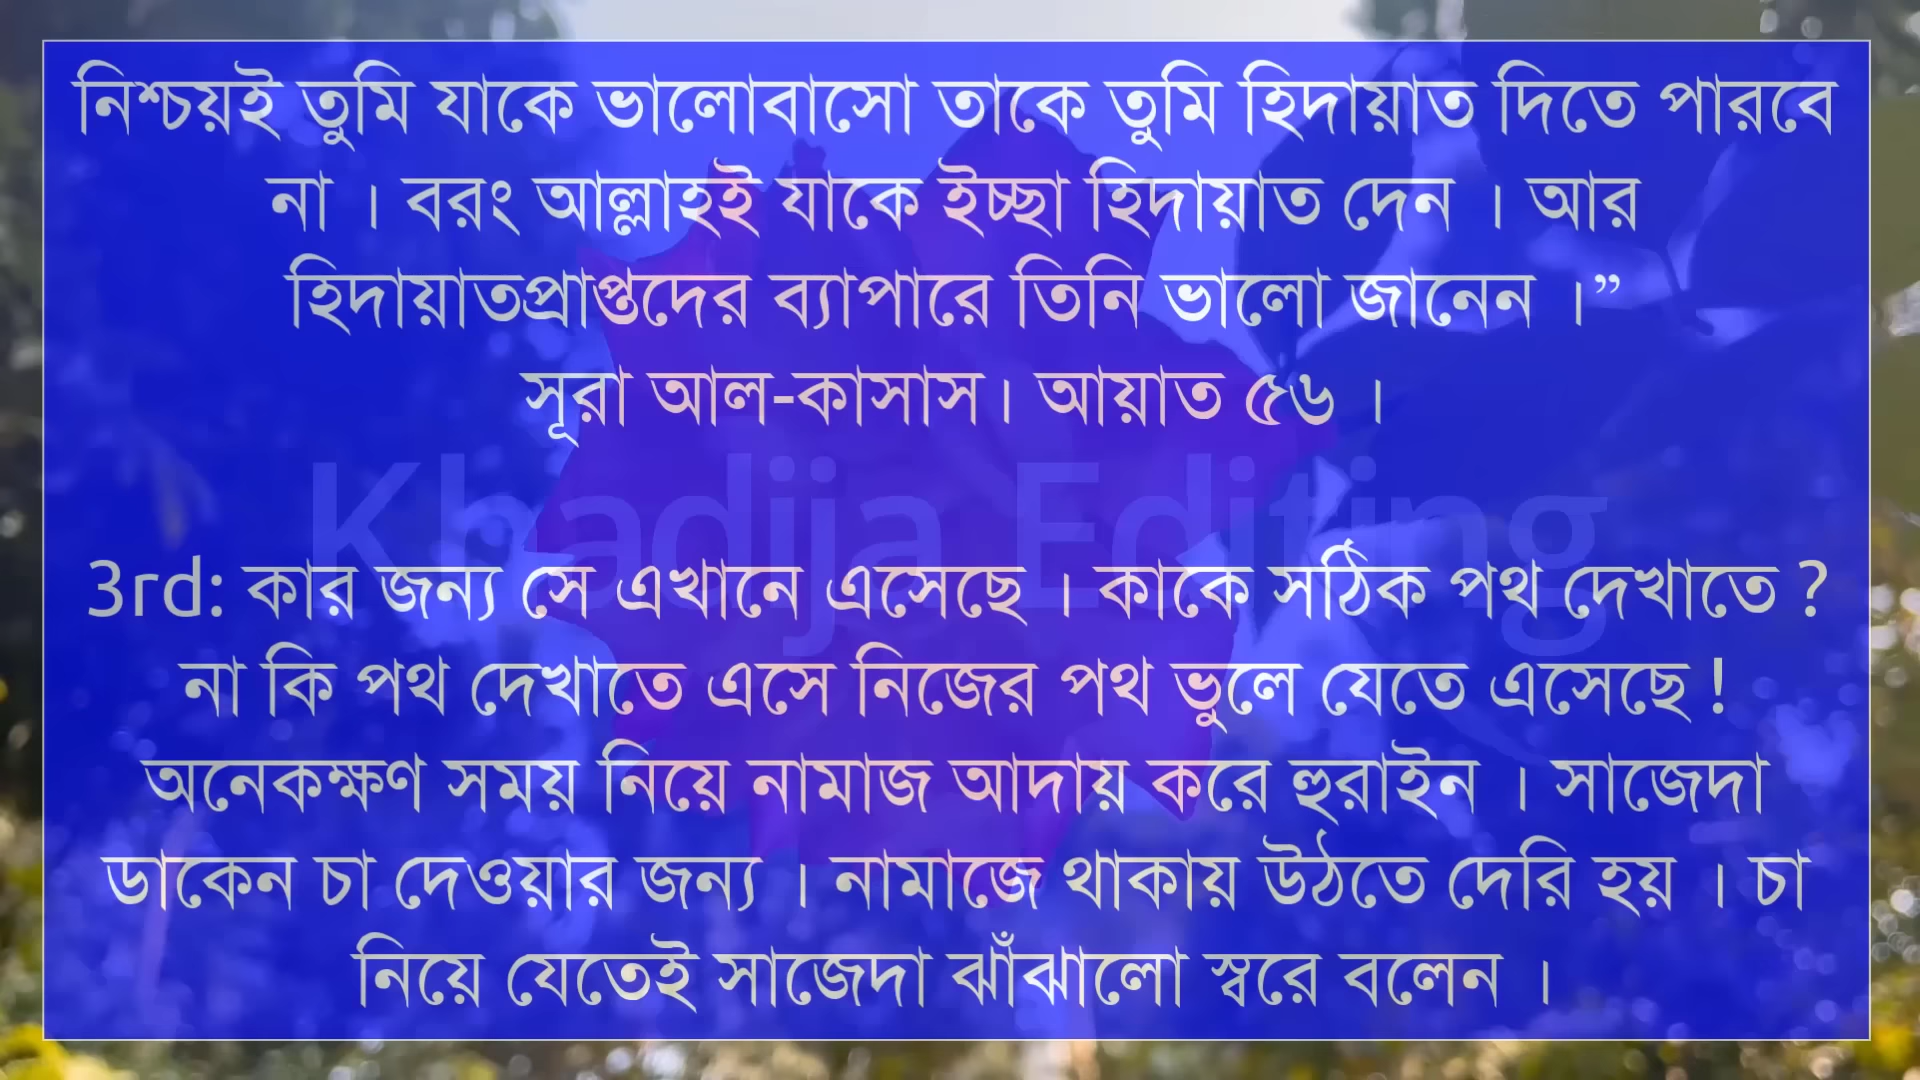 নিশ্চয়ই তুমি যাকে ভালোবাসো তাকে তুমি হিদায়াত দিতে পারবে
না । বরং আল্লাহই যাকে ইচ্ছা হিদায়াত দেন । আর
হিদায়াতপ্রাপ্তদের ব্যাপারে তিনি ভালো জানেন ।”
সূরা আল-কাসাস। আয়াত ৫৬ ।
Khadija Editing
3rd: কার জন্য সে এখানে এসেছে । কাকে সঠিক পথ দেখাতে ?
না কি পথ দেখাতে এসে নিজের পথ ভুলে যেতে এসেছে !
অনেকক্ষণ সময় নিয়ে নামাজ আদায় করে হুরাইন । সাজেদা
ডাকেন চা দেওয়ার জন্য । নামাজে থাকায় উঠতে দেরি হয় । চা
নিয়ে যেতেই সাজেদা ঝাঁঝালো স্বরে বলেন ।